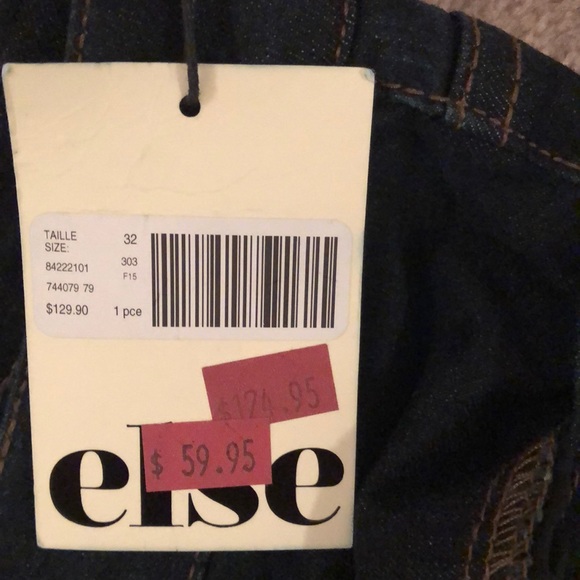 TAILLE
SIZE: 32
84222101 303
F15
744079 79
$129.90 1 pce
$124.95
$ 59.95
else